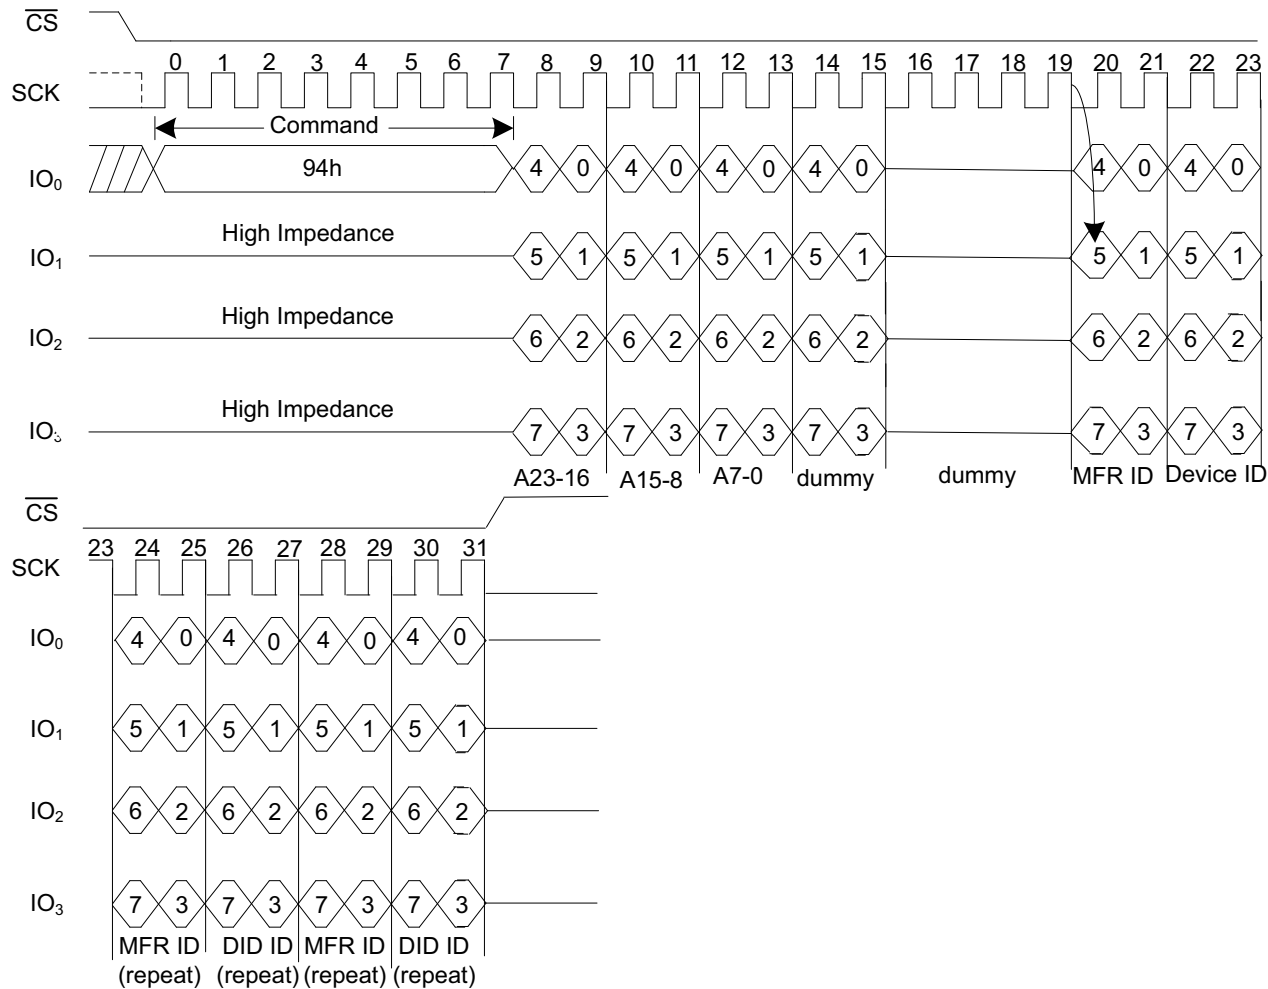 CS
0 1 2 3 4 5 6 7 8 9 10 11 12 13 14 15 16 17 18 19 20 21 22 23
SCK
Command
IO0 94h 4 0 4 0 4 0 4 0 4 0 4 0
High Impedance
IO1 5 1 5 1 5 1 5 1 5 1 5 1
High Impedance
IO2 6 2 6 2 6 2 6 2 6 2 6 2
High Impedance
IO3 7 3 7 3 7 3 7 3 7 3 7 3
A23-16 A15-8 A7-0 dummy dummy MFR ID Device ID
CS
23 24 25 26 27 28 29 30 31
SCK
IO0 4 0 4 0 4 0 4 0
IO1 5 1 5 1 5 1 5 1
IO2 6 2 6 2 6 2 6 2
IO3 7 3 7 3 7 3 7 3
MFR ID DID ID MFR ID DID ID
(repeat) (repeat) (repeat) (repeat)